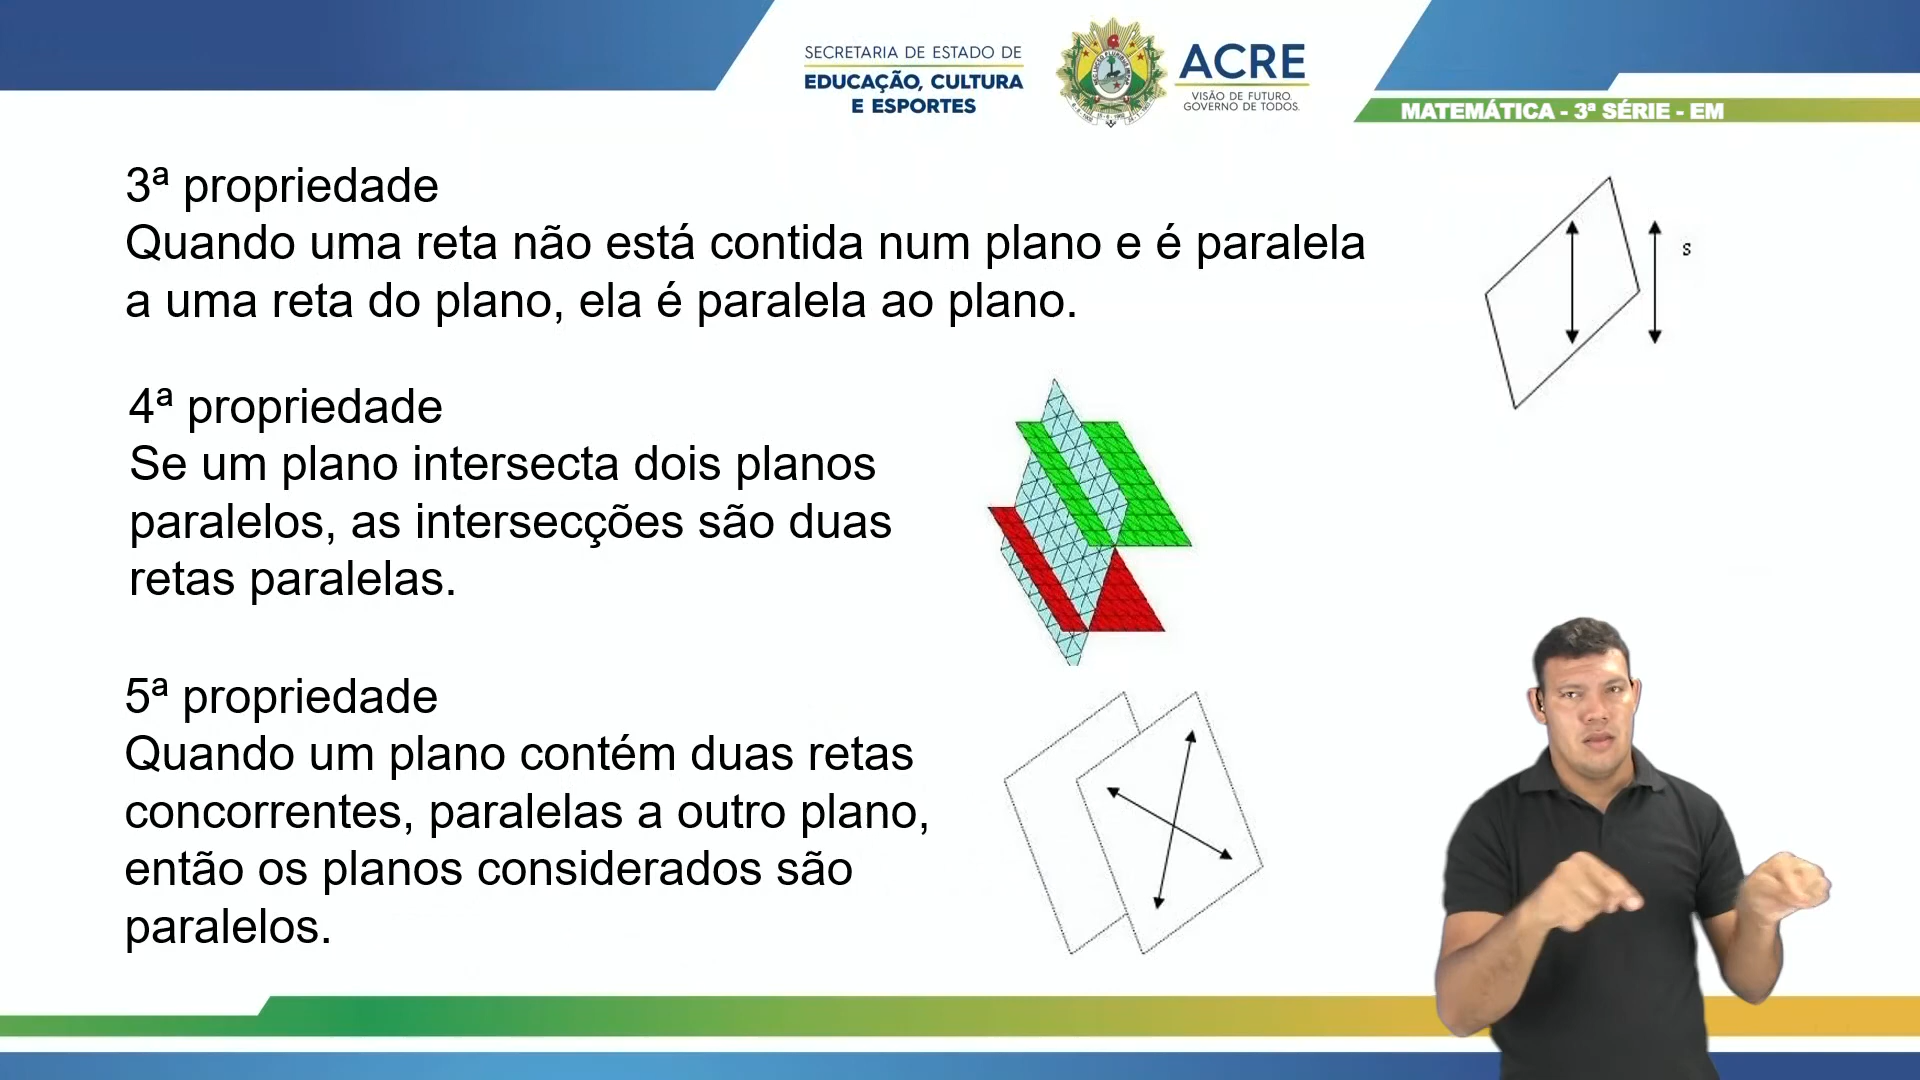 SECRETARIA DE ESTADO DE
EDUCAÇÃO, CULTURA
E ESPORTES
ACRE
VISÃO DE FUTURO.
GOVERNO DE TODOS.
MATEMÁTICA - 3ª SÉRIE - EM
3ª propriedade
Quando uma reta não está contida num plano e é paralela
a uma reta do plano, ela é paralela ao plano.
s
4ª propriedade
Se um plano intersecta dois planos
paralelos, as intersecções são duas
retas paralelas.
5ª propriedade
Quando um plano contém duas retas
concorrentes, paralelas a outro plano,
então os planos considerados são
paralelos.